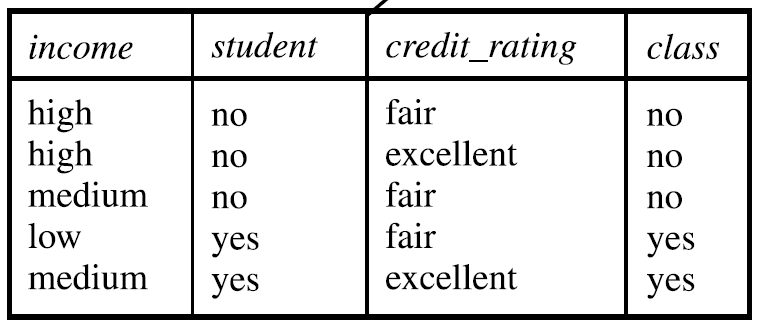 income student credit_rating class
high no fair no
high no excellent no
medium no fair no
low yes fair yes
medium yes excellent yes